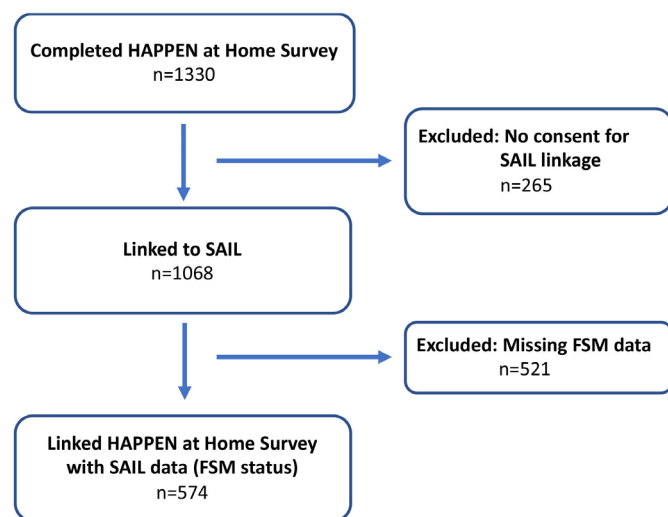 Completed HAPPEN at Home Survey
n=1330
Excluded: No consent for
SAIL linkage
n=265
Linked to SAIL
n=1068
Excluded: Missing FSM data
n=521
Linked HAPPEN at Home Survey
with SAIL data (FSM status)
n=574